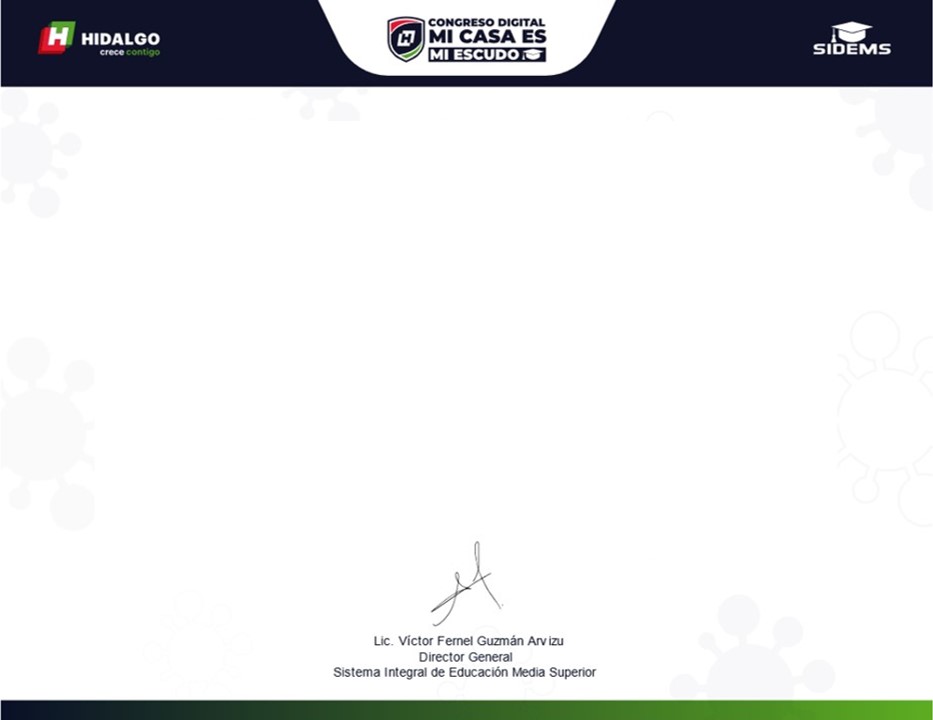 HIDALGO
crece contigo
CONGRESO DIGITAL
MI CASA ES
MI ESCUDO
SIDEMS
Lic. Víctor Fernel Guzmán Arvizu
Director General
Sistema Integral de Educación Media Superior